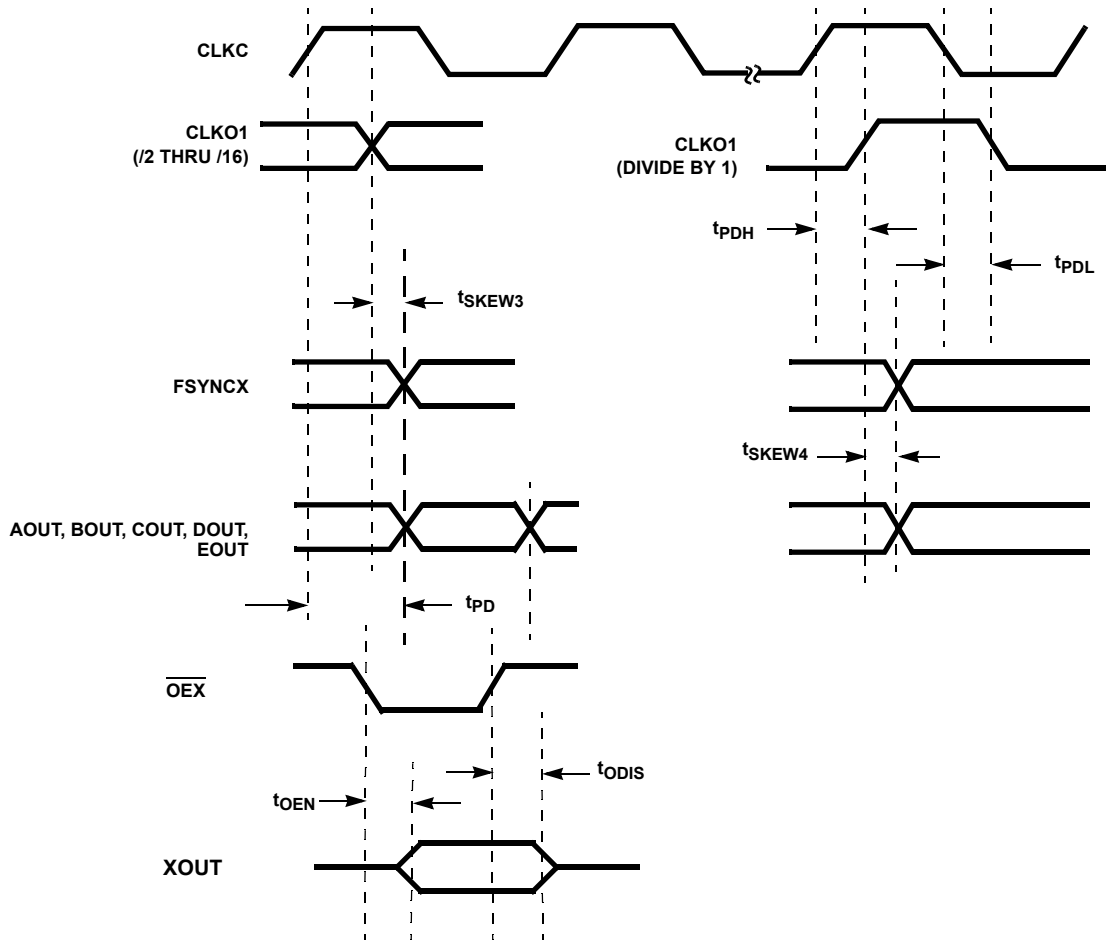 CLKC
CLKO1
(/2 THRU /16)
CLKO1
(DIVIDE BY 1)
tPDH
tPDL
tSKEW3
FSYNCX
tSKEW4
AOUT, BOUT, COUT, DOUT,
EOUT
tPD
OEX
tODIS
tOEN
XOUT